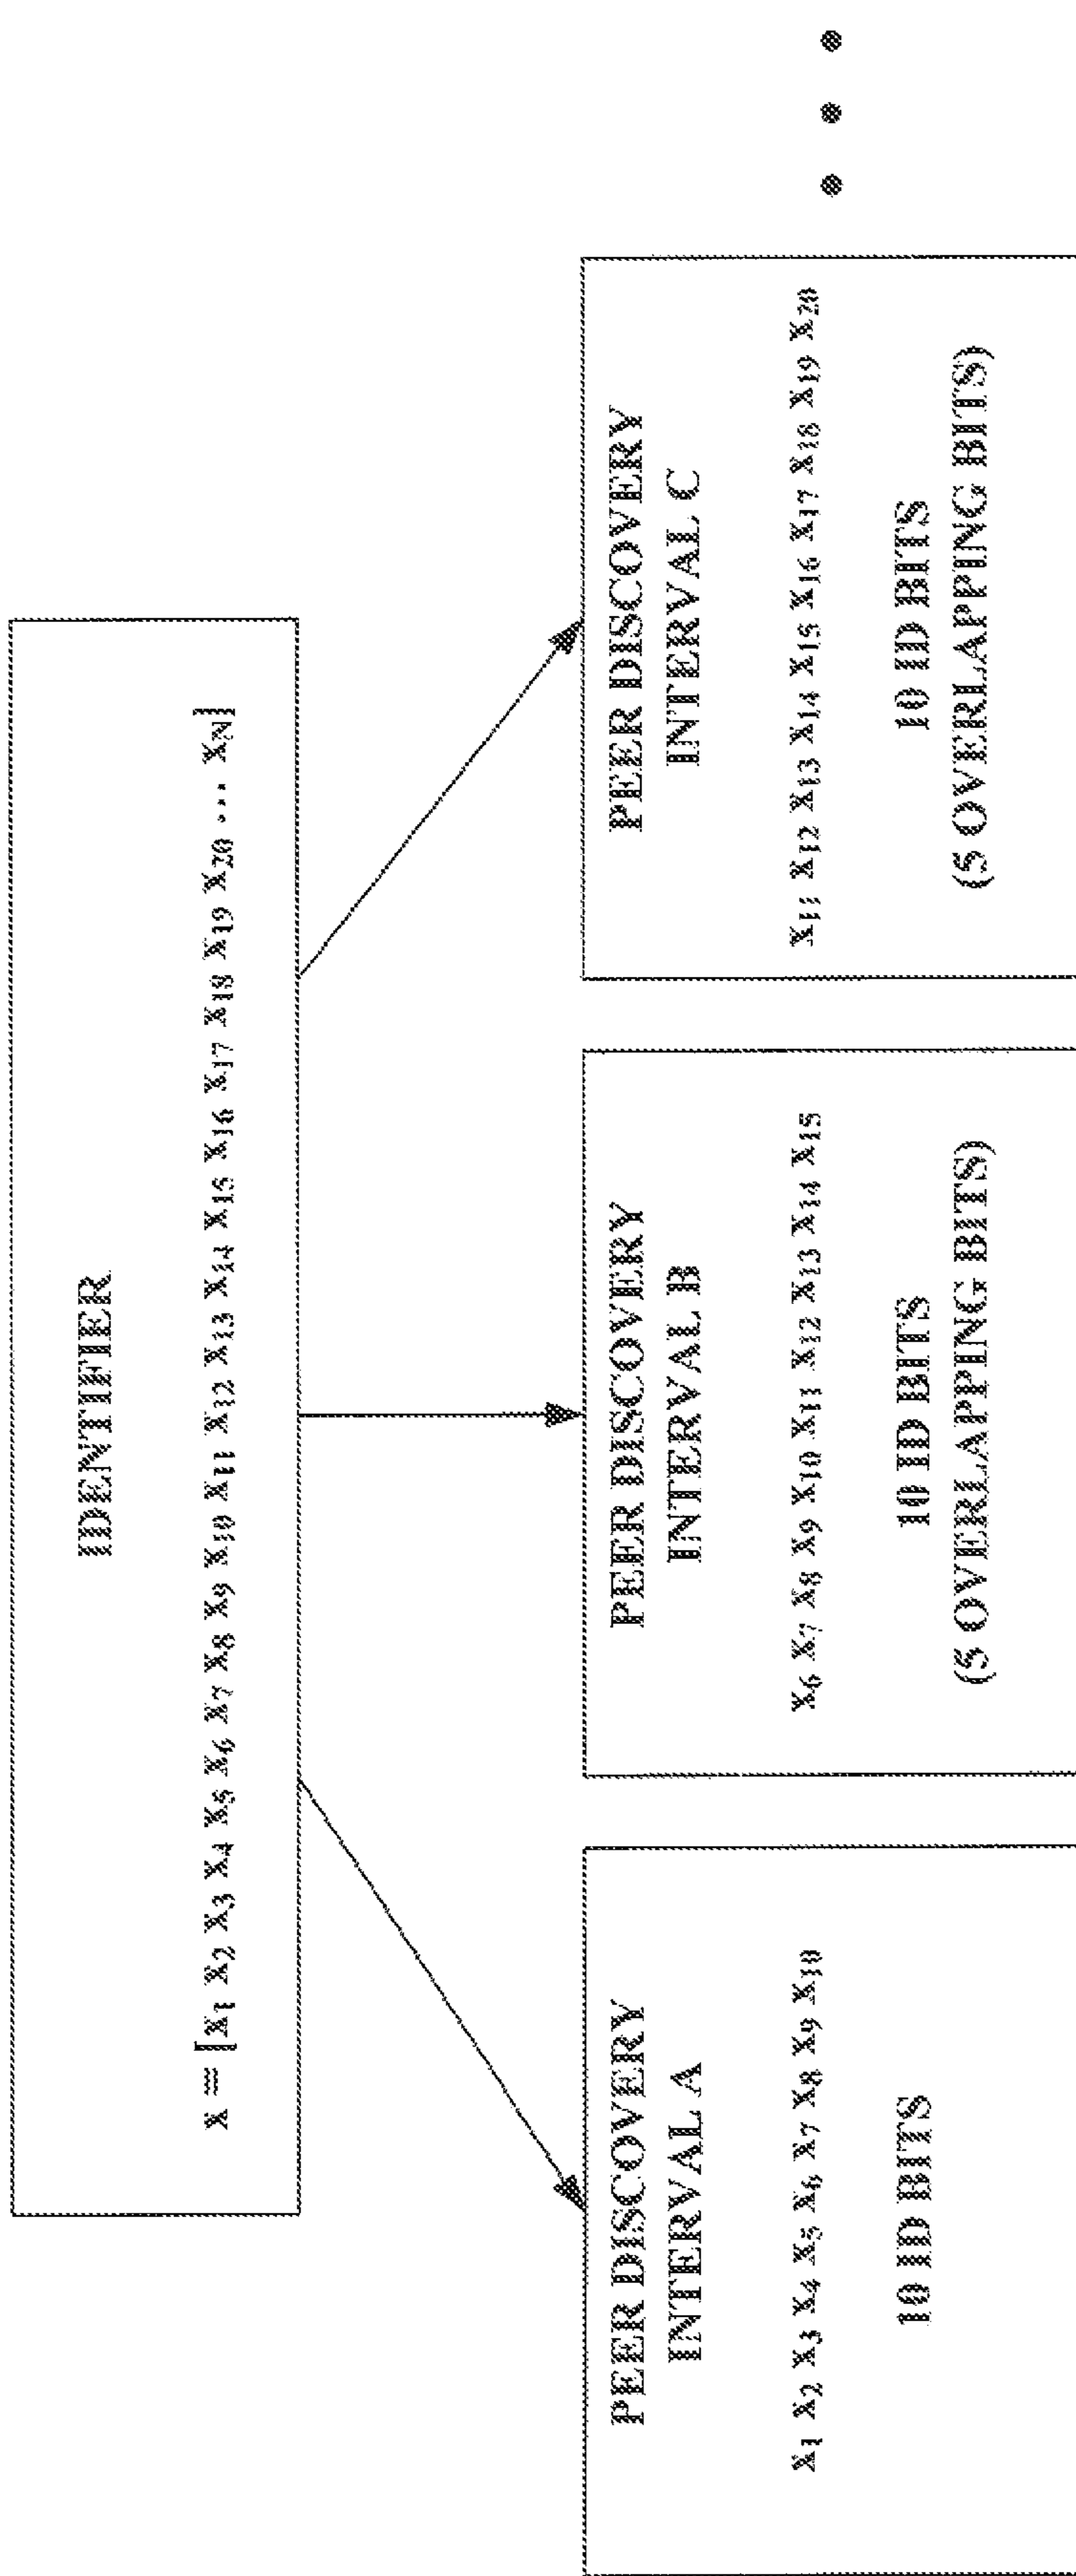 IDENTIFIER
X = [X₁ X₂ X₃ X₄ X₅ X₆ X₇ X₈ X₉ X₁₀ X₁₁ X₁₂ X₁₃ X₁₄ X₁₅ X₁₆ X₁₇ X₁₈ X₁₉ X₂₀ ... X_N]
PEER DISCOVERY
INTERVAL A
X₁ X₂ X₃ X₄ X₅ X₆ X₇ X₈ X₉ X₁₀
10 ID BITS
PEER DISCOVERY
INTERVAL B
X₆ X₇ X₈ X₉ X₁₀ X₁₁ X₁₂ X₁₃ X₁₄ X₁₅
10 ID BITS
(5 OVERLAPPING BITS)
PEER DISCOVERY
INTERVAL C
X₁₁ X₁₂ X₁₃ X₁₄ X₁₅ X₁₆ X₁₇ X₁₈ X₁₉ X₂₀
10 ID BITS
(5 OVERLAPPING BITS)